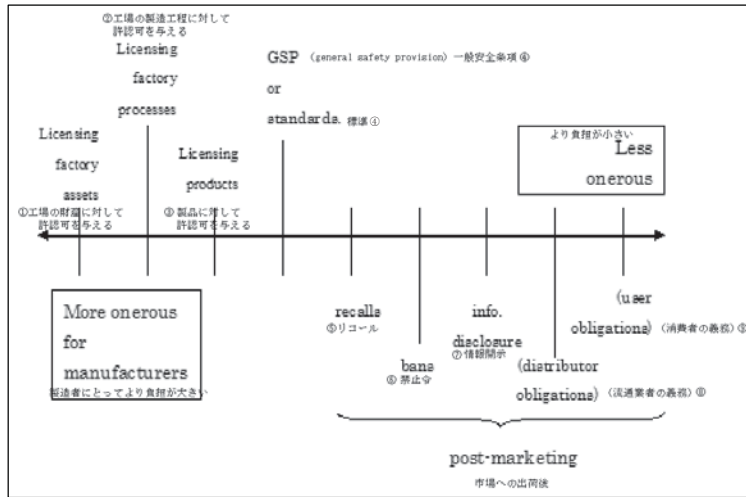 ②工場の製造工程に対して
許認可を与える
Licensing
factory
processes
GSP (general safety provision) 一般安全条項④
or
standards. 標準④
Licensing
factory
assets
①工場の財産に対して
許認可を与える
Licensing
products
③ 製品に対して
許認可を与える
より負担が小さい
Less
onerous
More onerous
for
manufacturers
製造者にとってより負担が大きい
recalls
⑤リコール
bans
⑥ 禁止令
info.
disclosure
⑦ 情報開示
(distributor
obligations) (流通業者の義務) ⑧
(user
obligations) (消費者の義務)
post-marketing
市場への出荷後